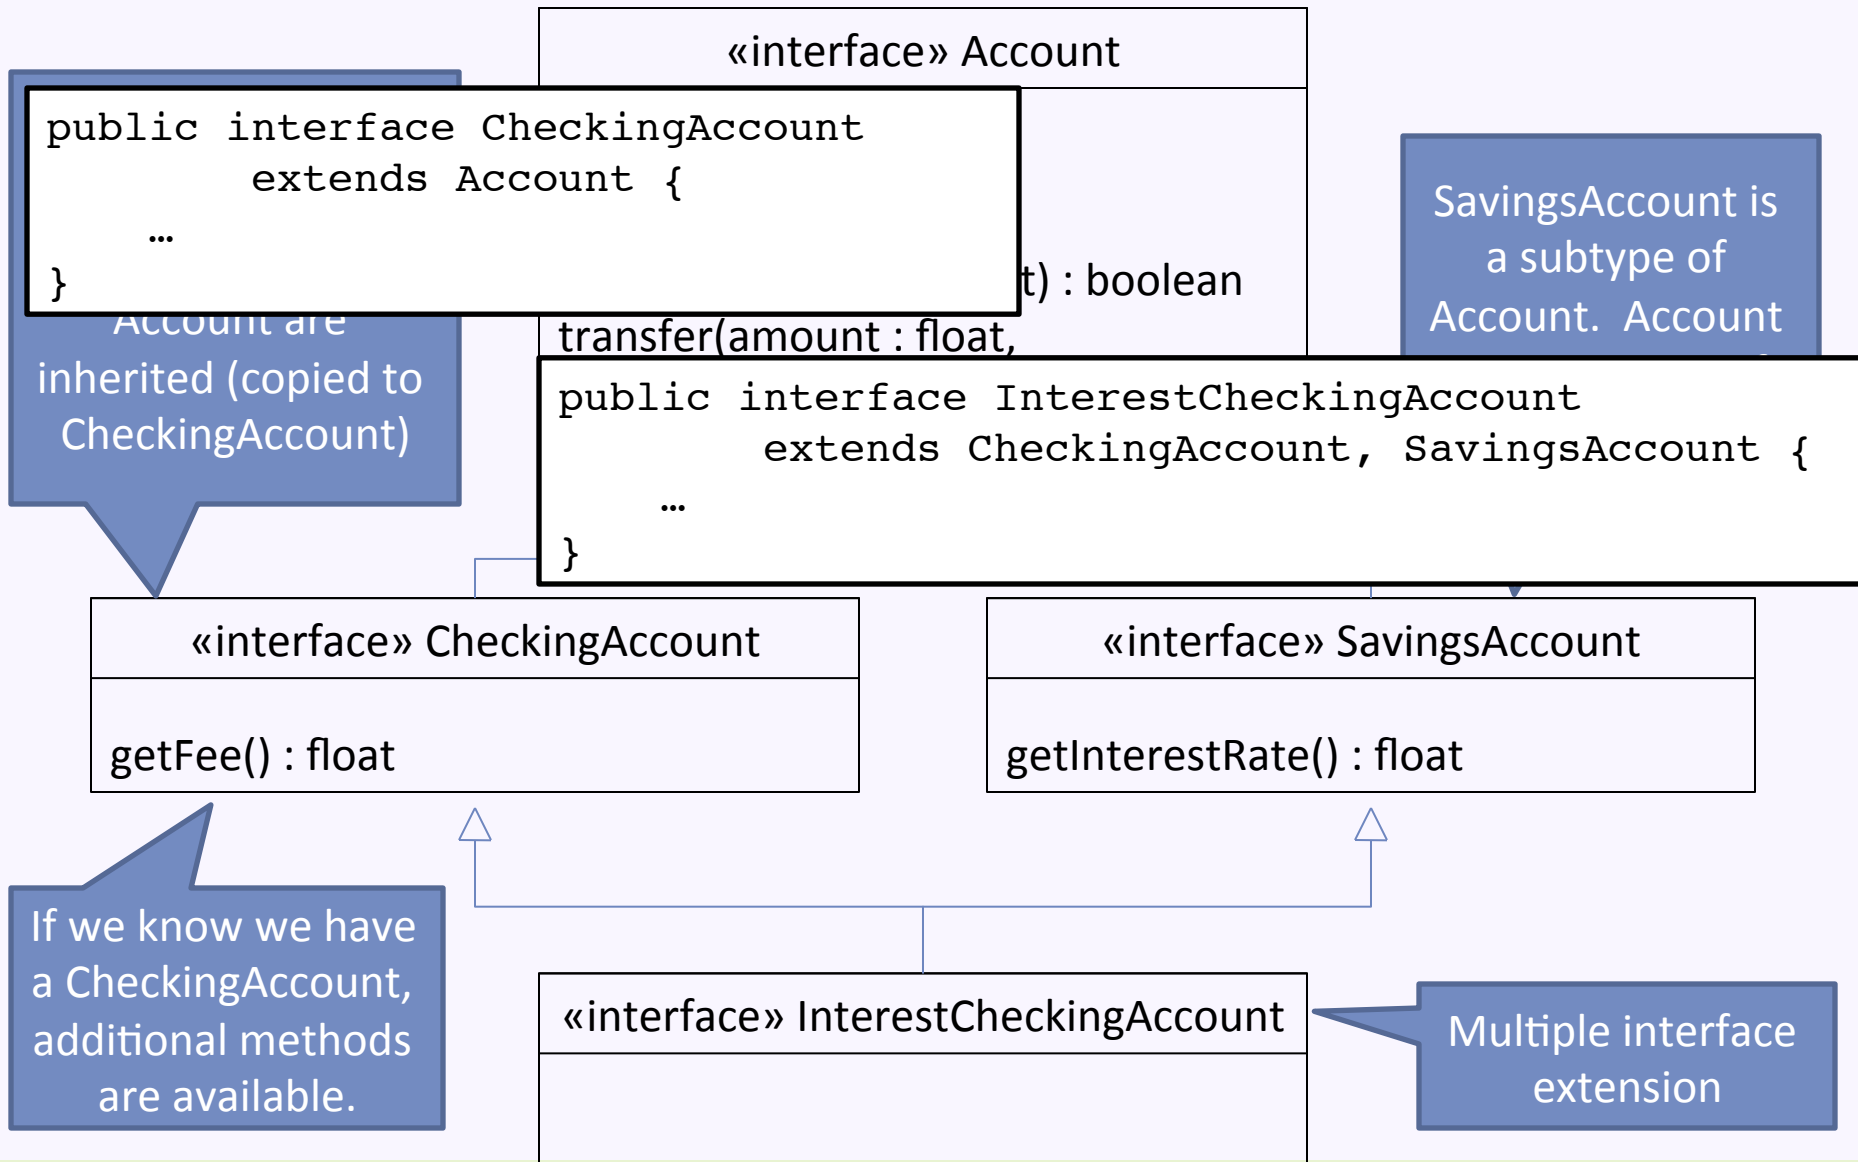 «interface» Account
public interface CheckingAccount
extends Account {
…
}
t) : boolean
transfer(amount : float,
Account are
inherited (copied to
CheckingAccount)
SavingsAccount is
a subtype of
Account.  Account
public interface InterestCheckingAccount
extends CheckingAccount, SavingsAccount {
…
}
«interface» CheckingAccount
getFee() : float
«interface» SavingsAccount
getInterestRate() : float
If we know we have
a CheckingAccount,
additional methods
are available.
«interface» InterestCheckingAccount
Multiple interface
extension